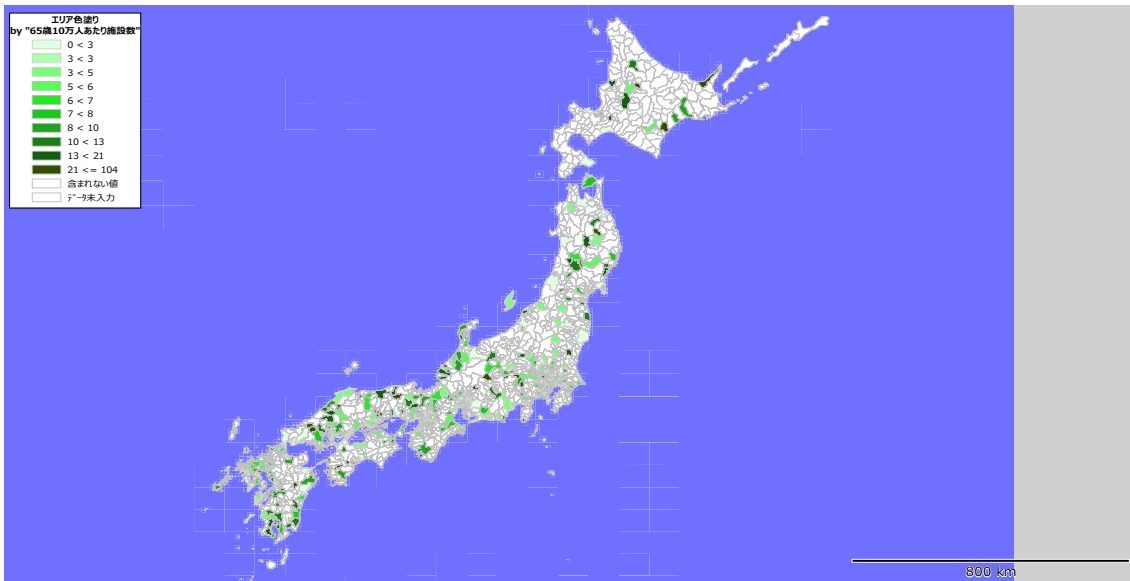 エリア色塗り
by "65歳10万人あたり施設数"
0 < 3
3 < 3
3 < 5
5 < 6
6 < 7
7 < 8
8 < 10
10 < 13
13 < 21
21 <= 104
含まれない値
データ未入力
800 km